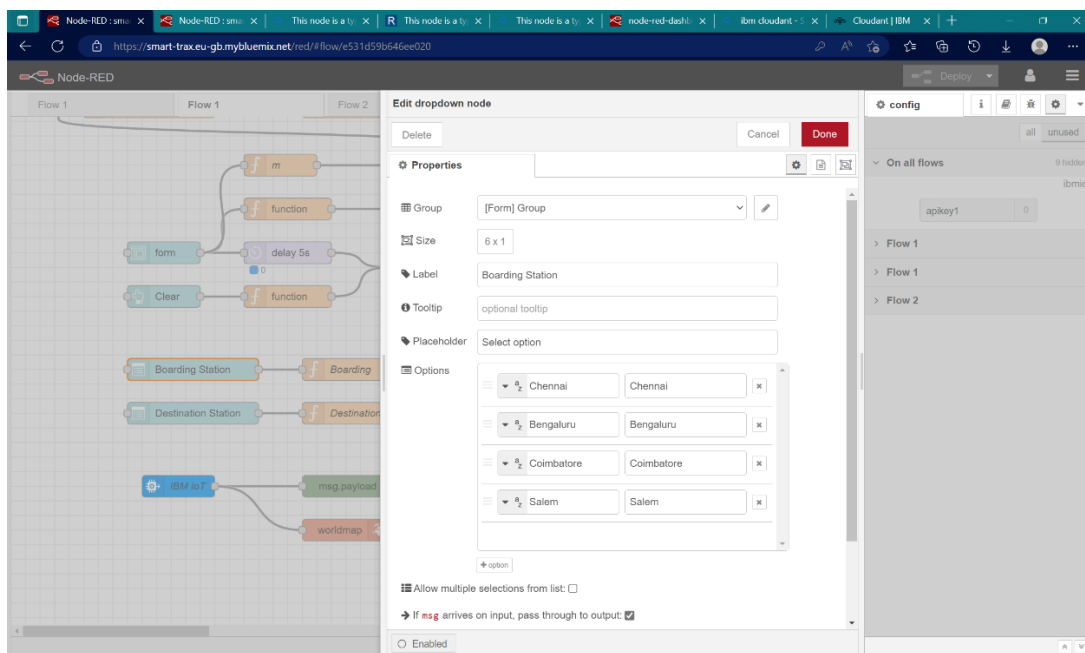 Node-RED : sma
Node-RED : sma
This node is a ty
This node is a ty
This node is a ty
node-red-dashb
ibm cloudant - S
Cloudant | IBM
https://smart-trax.eu-gb.mybluemix.net/red/#flow/e531d59b646ee020
Node-RED
Deploy
Flow 1
Flow 1
Flow 2
m
function
form
delay 5s
0
Clear
function
Boarding Station
Boarding
Destination Station
Destination
IBM IoT
msg.payload
worldmap
Edit dropdown node
Delete
Cancel
Done
Properties
Group
[Form] Group
Size
6 x 1
Label
Boarding Station
Tooltip
optional tooltip
Placeholder
Select option
Options
Chennai
Chennai
Bengaluru
Bengaluru
Coimbatore
Coimbatore
Salem
Salem
+ option
Allow multiple selections from list:
If msg arrives on input, pass through to output:
Enabled
config
all
unused
On all flows
9 hidden
ibmio
apikey1
0
Flow 1
Flow 1
Flow 2